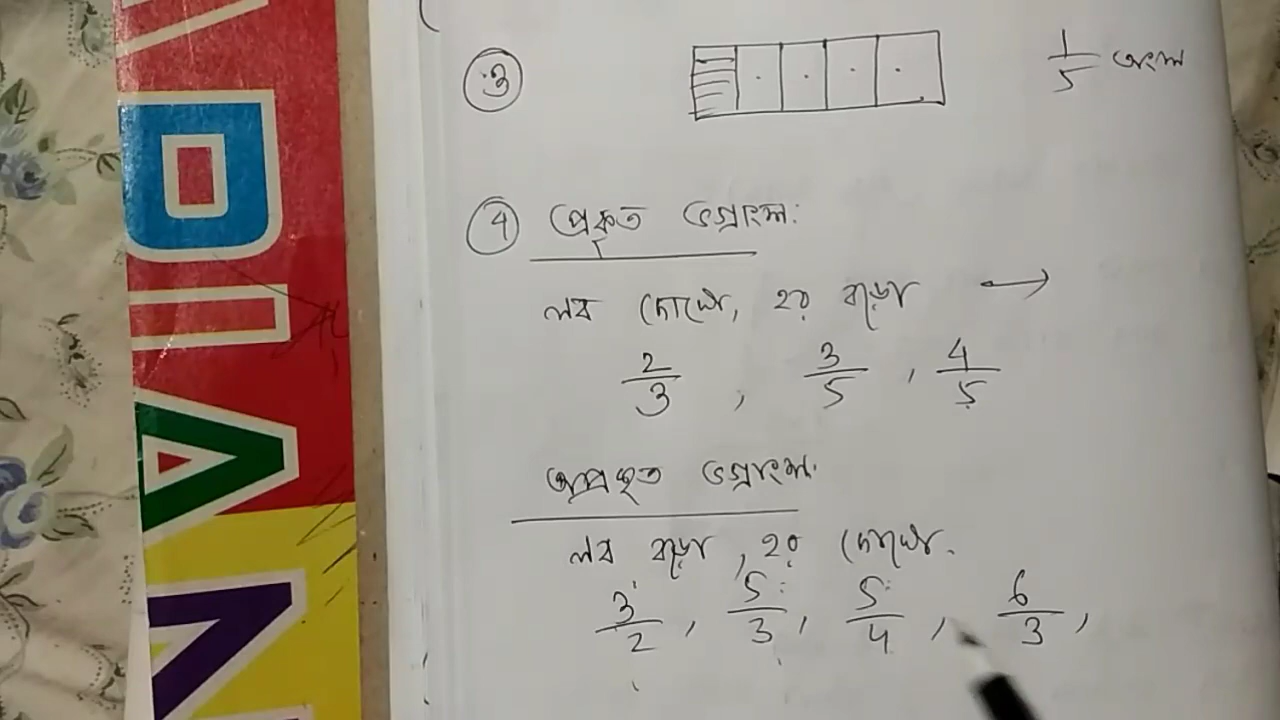 ৩ 1/5 অংশ
4 প্রকৃত ভগ্নাংশ:
লব ছোটো, হর বড়ো →
2/3 , 3/5 , 4/5
অপ্রকৃত ভগ্নাংশ.
লব বড়ো , হর ছোটো.
3/2 , 5/3 , 5/4 , 6/3 ,